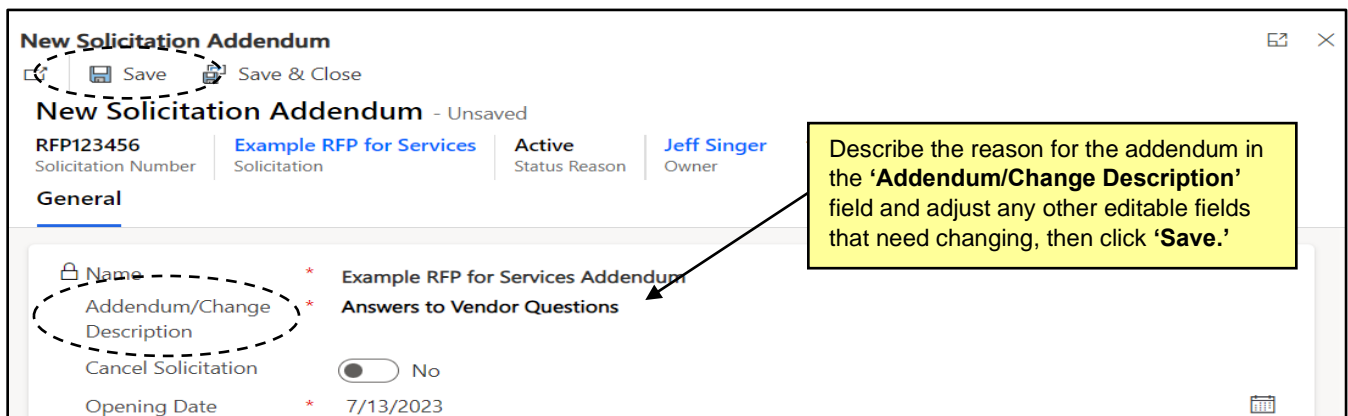 New Solicitation Addendum
Save Save & Close
New Solicitation Addendum - Unsaved
RFP123456 Example RFP for Services Active Jeff Singer
Solicitation Number Solicitation Status Reason Owner
General
Describe the reason for the addendum in
the ‘Addendum/Change Description’
field and adjust any other editable fields
that need changing, then click ‘Save.’
Name * Example RFP for Services Addendum
Addendum/Change * Answers to Vendor Questions
Description
Cancel Solicitation No
Opening Date * 7/13/2023